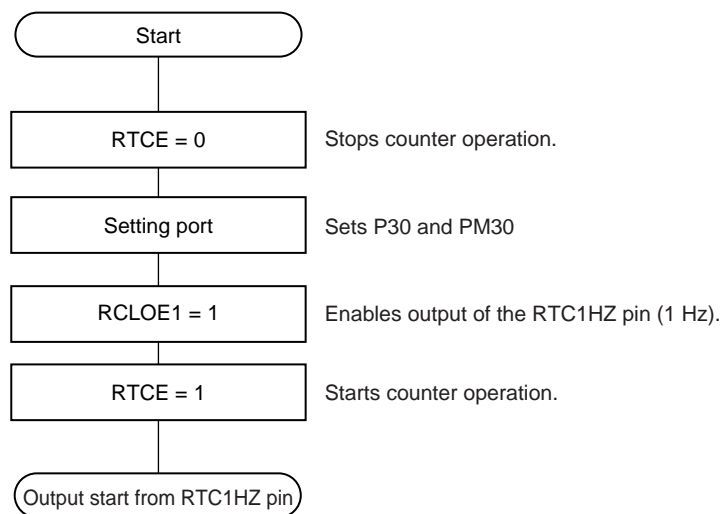 Start
RTCE = 0
Stops counter operation.
Setting port
Sets P30 and PM30
RCLOE1 = 1
Enables output of the RTC1HZ pin (1 Hz).
RTCE = 1
Starts counter operation.
Output start from RTC1HZ pin